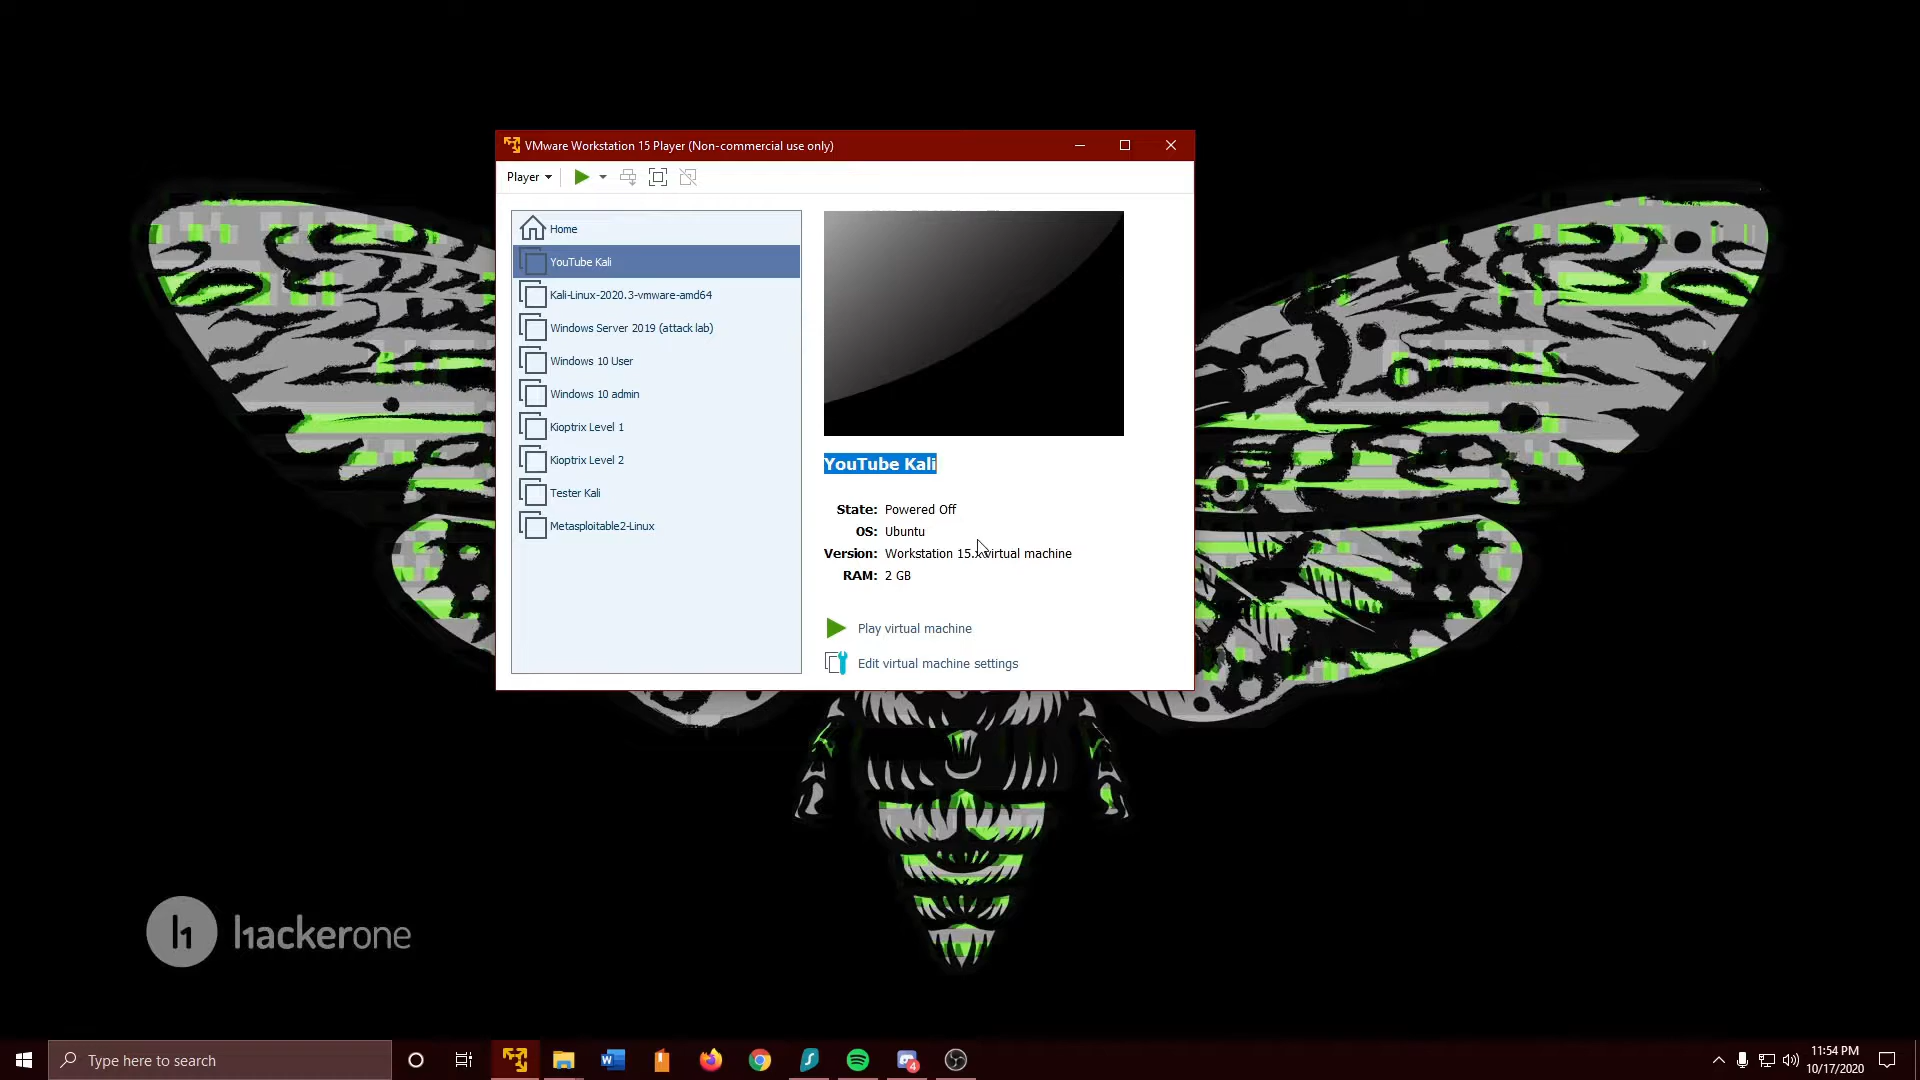 VMware Workstation 15 Player (Non-commercial use only)
Player
Home
YouTube Kali
Kali-Linux-2020.3-vmware-amd64
Windows Server 2019 (attack lab)
Windows 10 User
Windows 10 admin
Kioptrix Level 1
Kioptrix Level 2
Tester Kali
Metasploitable2-Linux
YouTube Kali
State: Powered Off
OS: Ubuntu
Version: Workstation 15.x virtual machine
RAM: 2 GB
Play virtual machine
Edit virtual machine settings
hackerone
Type here to search
4
11:54 PM
10/17/2020